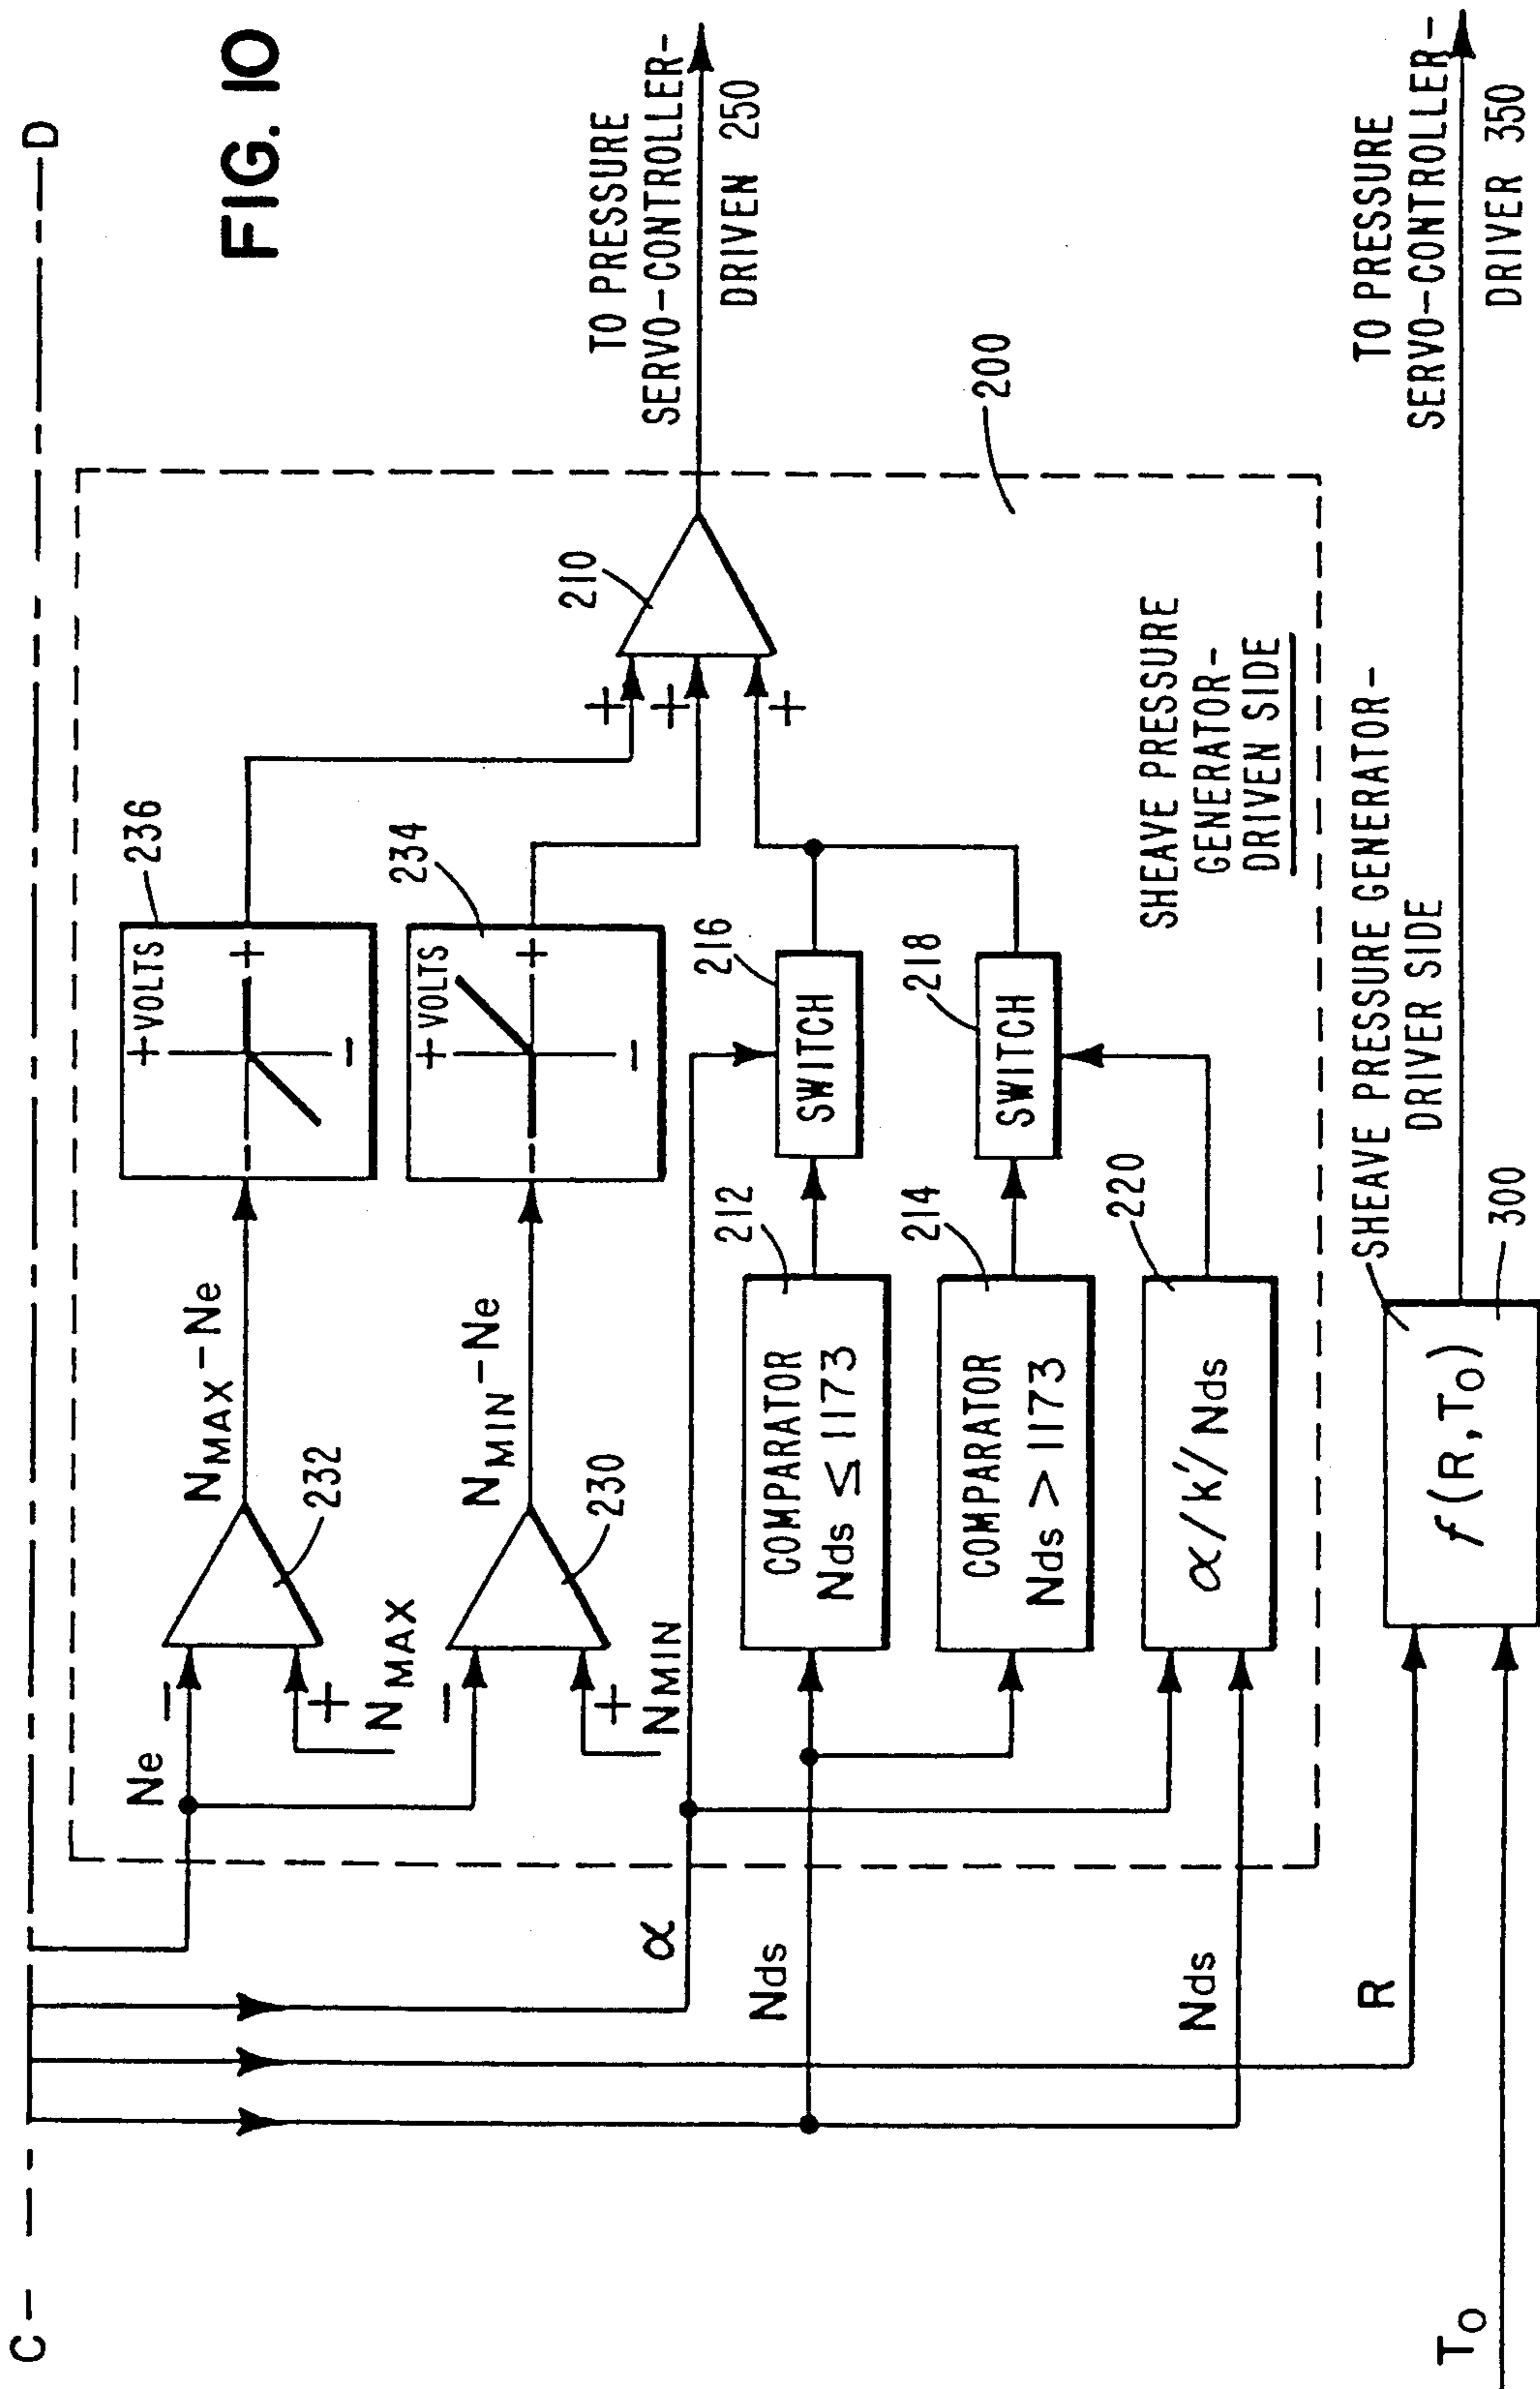 FIG. 10
C
D
Ne
−
+
NMAX
232
NMAX−Ne
+VOLTS
+
−
236
−
+
NMIN
230
NMIN−Ne
+VOLTS
+
−
234
+
+
+
210
TO PRESSURE
SERVO-CONTROLLER-
DRIVEN 250
α
Nds
COMPARATOR
Nds ≤ 1173
212
SWITCH
216
COMPARATOR
Nds > 1173
214
SWITCH
218
Nds
α/k'/Nds
220
SHEAVE PRESSURE
GENERATOR-
DRIVEN SIDE
200
R
To
f(R,To)
300
SHEAVE PRESSURE GENERATOR-
DRIVER SIDE
TO PRESSURE
SERVO-CONTROLLER-
DRIVER 350